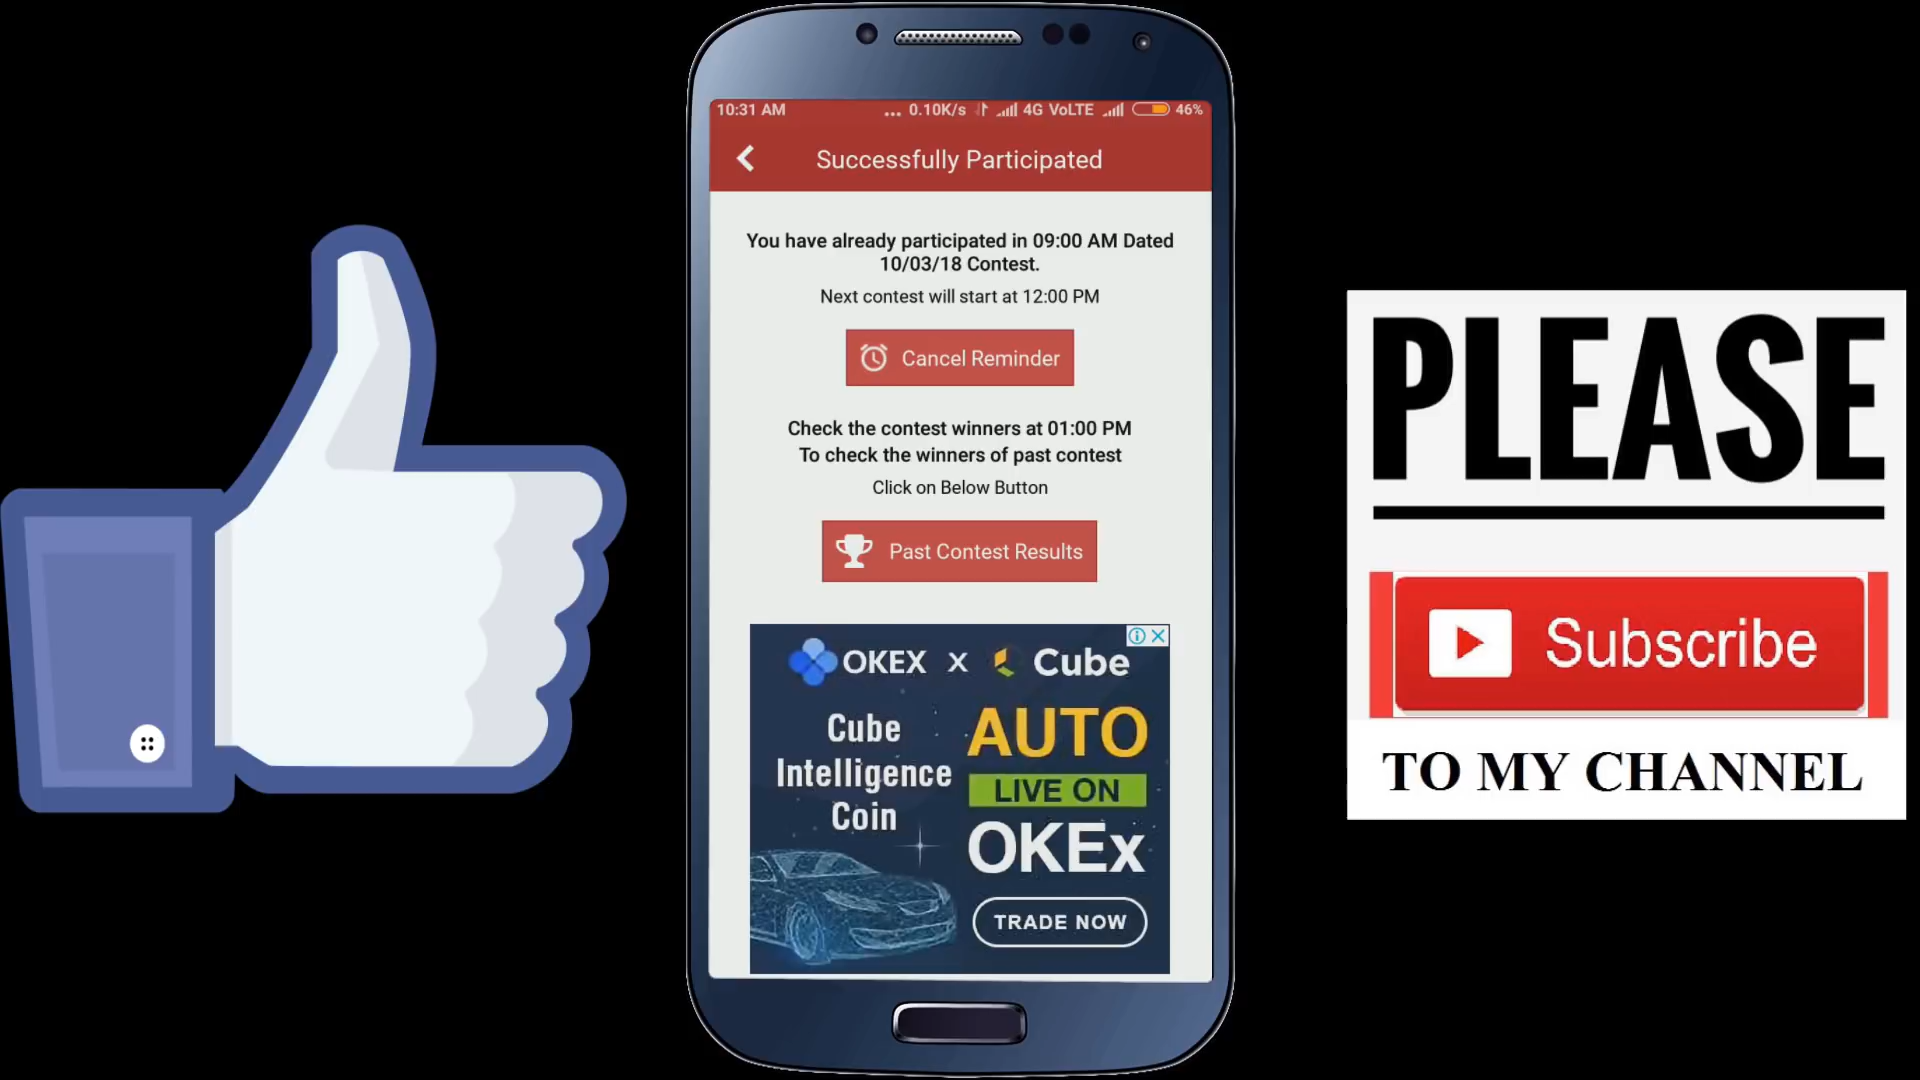 10:31 AM ... 0.10K/s 4G VoLTE 46%
Successfully Participated
You have already participated in 09:00 AM Dated
10/03/18 Contest.
Next contest will start at 12:00 PM
Cancel Reminder
Check the contest winners at 01:00 PM
To check the winners of past contest
Click on Below Button
Past Contest Results
OKEX X Cube
Cube
Intelligence
Coin
AUTO
LIVE ON
OKEx
TRADE NOW
PLEASE
Subscribe
TO MY CHANNEL